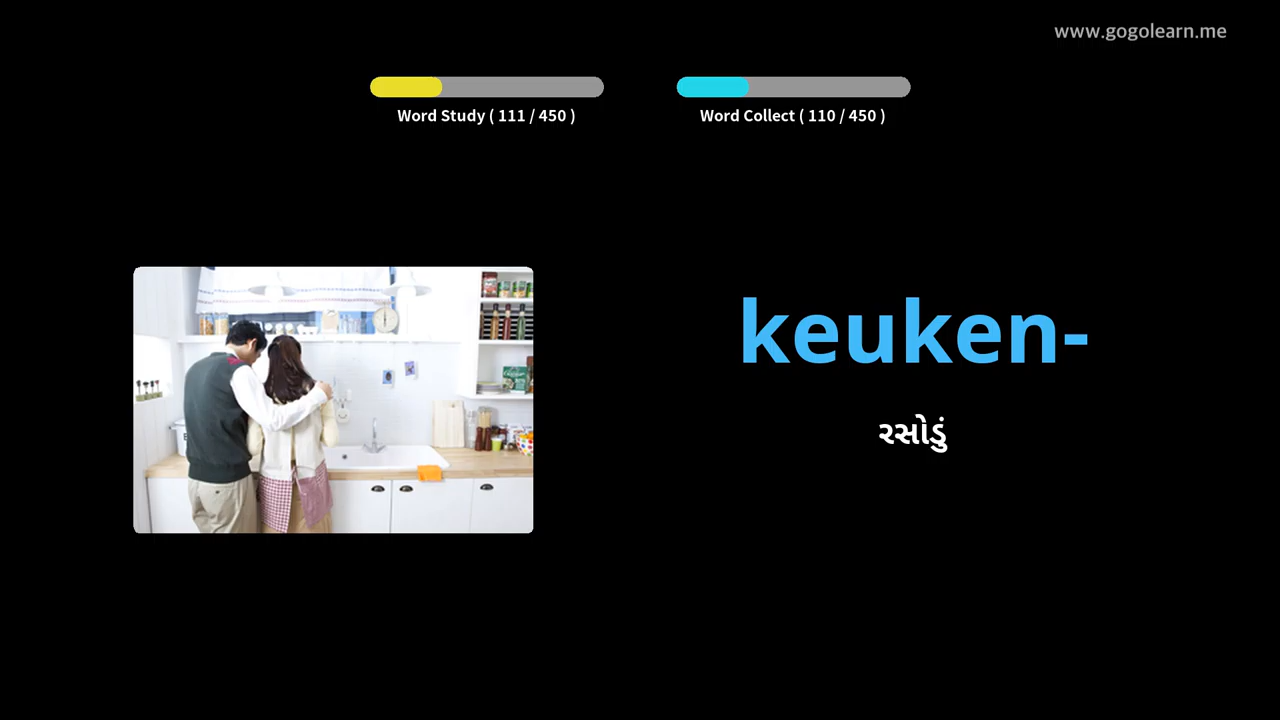 www.gogolearn.me
Word Study ( 111 / 450 )
Word Collect ( 110 / 450 )
keuken-
રસોડું